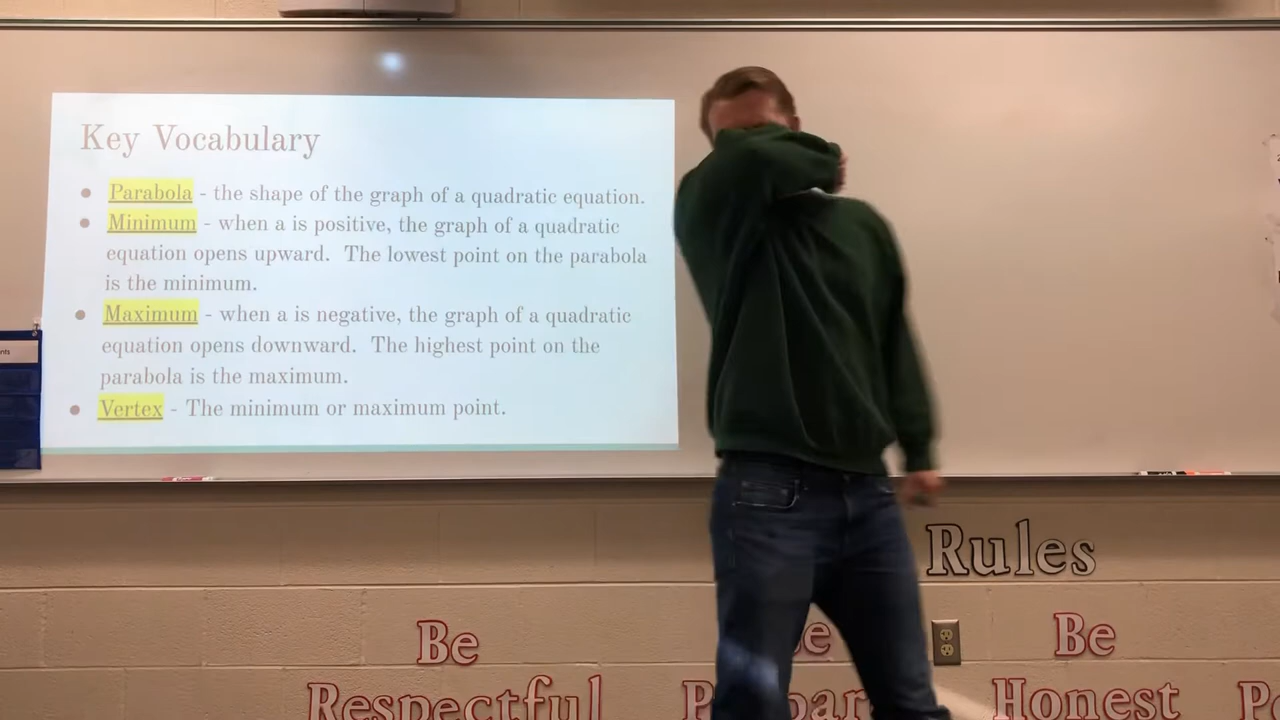 Key Vocabulary
● Parabola - the shape of the graph of a quadratic equation.
● Minimum - when a is positive, the graph of a quadratic
equation opens upward. The lowest point on the parabola
is the minimum.
● Maximum - when a is negative, the graph of a quadratic
equation opens downward. The highest point on the
parabola is the maximum.
● Vertex - The minimum or maximum point.
Rules
Be
Be
Respectful
Honest